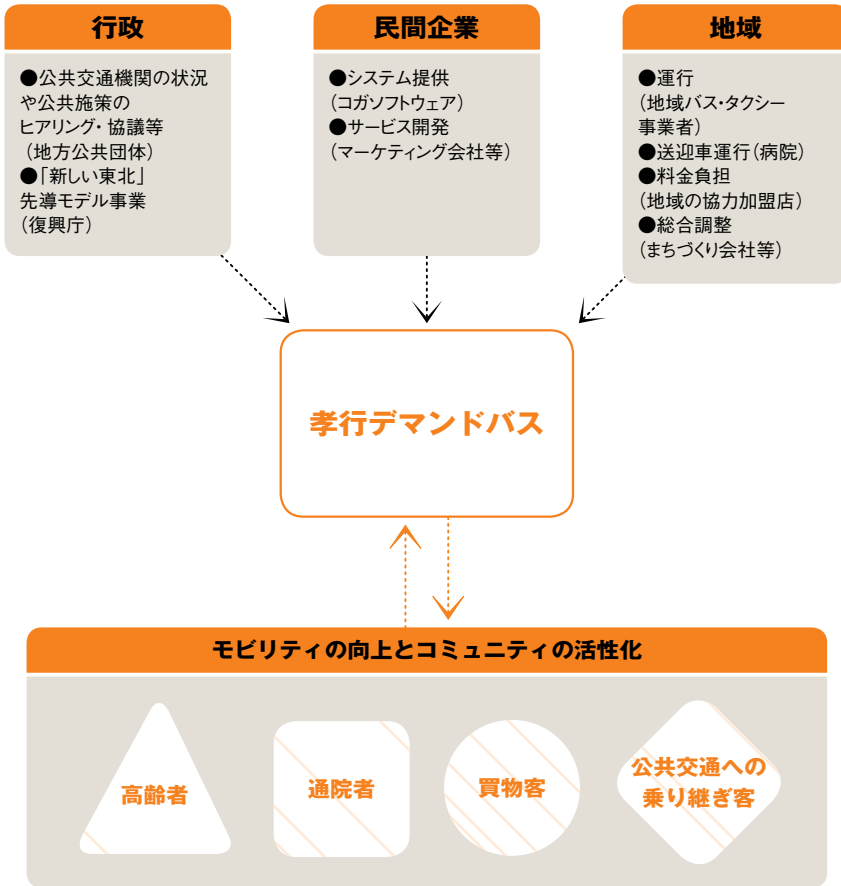 行政
●公共交通機関の状況
や公共施策の
ヒアリング・協議等
(地方公共団体)
●「新しい東北」
先導モデル事業
(復興庁)
民間企業
●システム提供
(コガソフトウェア)
●サービス開発
(マーケティング会社等)
地域
●運行
(地域バス・タクシー
事業者)
●送迎車運行(病院)
●料金負担
(地域の協力加盟店)
●総合調整
(まちづくり会社等)
孝行デマンドバス
モビリティの向上とコミュニティの活性化
高齢者
通院者
買物客
公共交通への
乗り継ぎ客